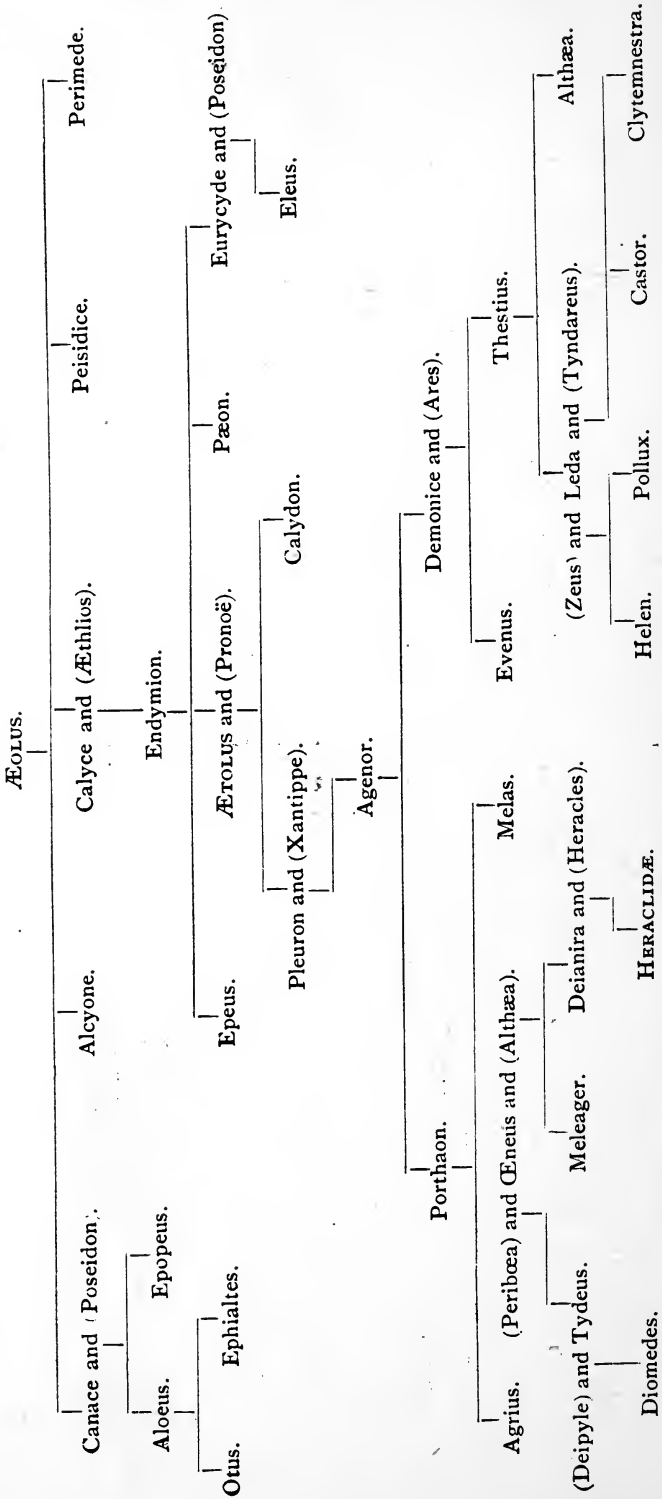 ÆOLUS.
Canace and (Poseidon). Alcyone. Calyce and (Æthlios). Peisidice. Perimede.
Aloeus. Epopeus. Endymion.
Otus. Ephialtes. Epeus. ÆTOLUS and (Pronoë). Pæon. Eurycyde and (Poseidon)
Pleuron and (Xantippe). Calydon. Eleus.
Agenor.
Porthaon. Demonice and (Ares).
Agrius. (Peribœa) and Œneus and (Althæa). Melas. Evenus. Thestius.
(Deipyle) and Tydeus. Meleager. Deianira and (Heracles). (Zeus) and Leda and (Tyndareus). Althæa.
Diomedes. HERACLIDÆ. Helen. Pollux. Castor. Clytemnestra.